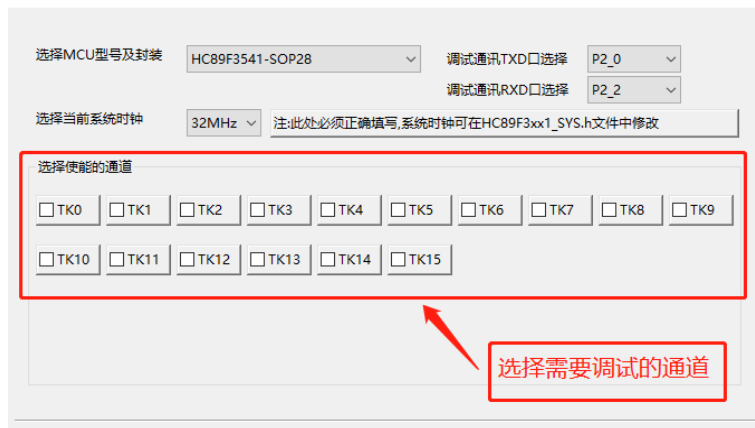 选择MCU型号及封装 HC89F3541-SOP28 调试通讯TXD口选择 P2_0
调试通讯RXD口选择 P2_2
选择当前系统时钟 32MHz 注:此处必须正确填写,系统时钟可在HC89F3xx1_SYS.h文件中修改
选择使能的通道
TK0 TK1 TK2 TK3 TK4 TK5 TK6 TK7 TK8 TK9
TK10 TK11 TK12 TK13 TK14 TK15
选择需要调试的通道